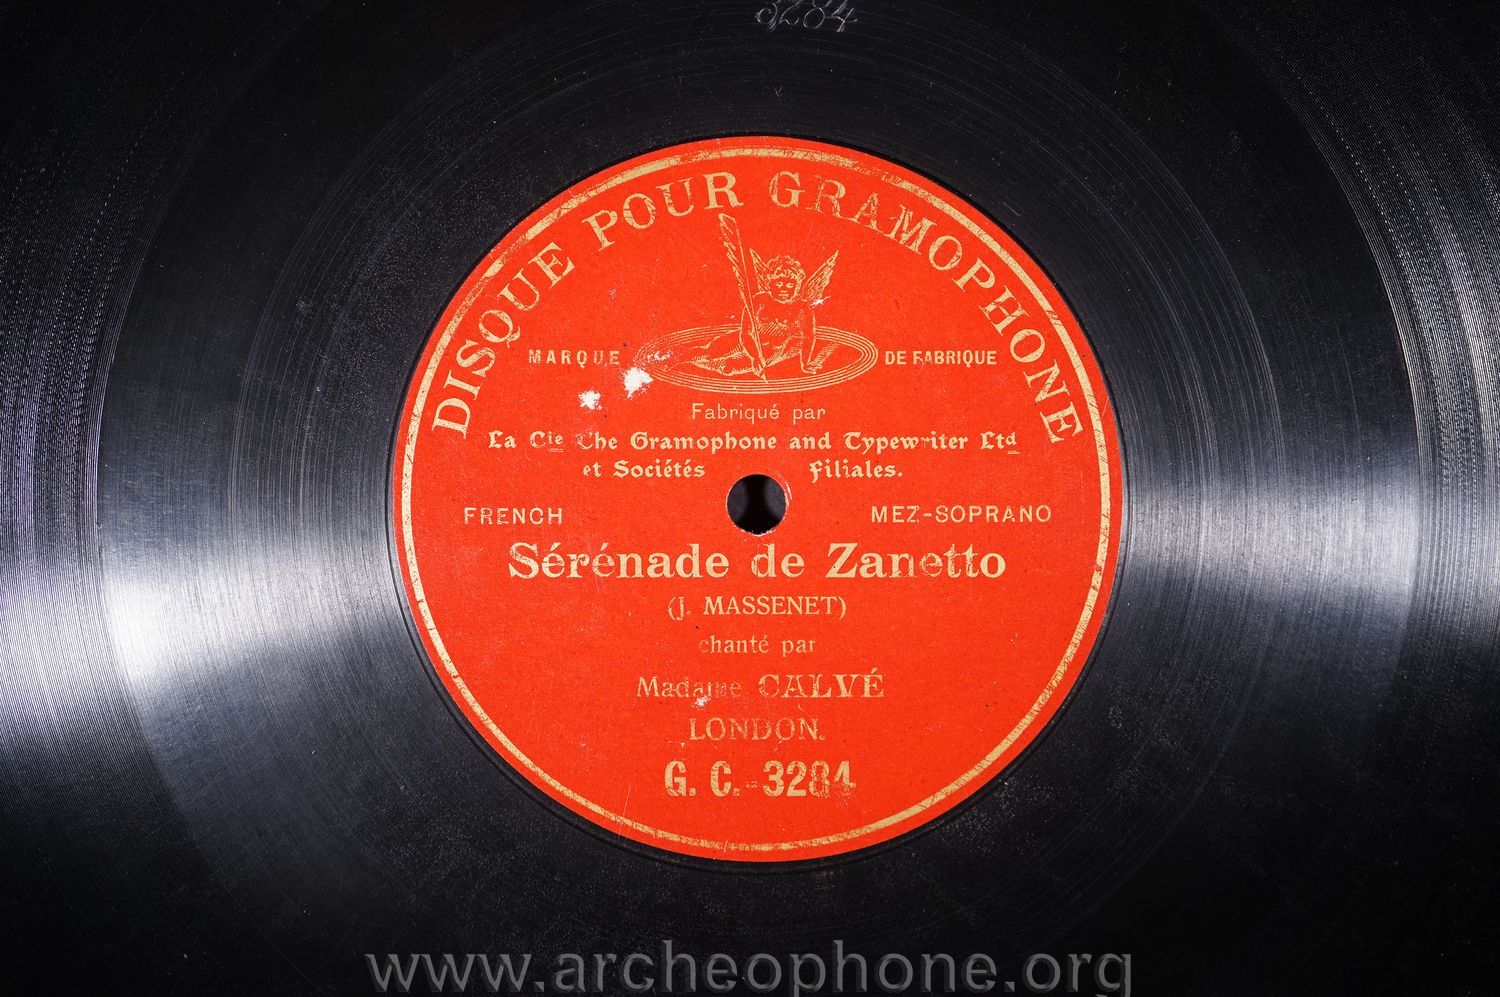 3284
DISQUE POUR GRAMOPHONE
MARQUE DE FABRIQUE
Fabriqué par
La Cie The Gramophone and Typewriter Ltd
et Sociétés filiales.
FRENCH MEZ-SOPRANO
Sérénade de Zanetto
(J. MASSENET)
chanté par
Madame CALVÉ
LONDON.
G. C.-3284
www.archeophone.org